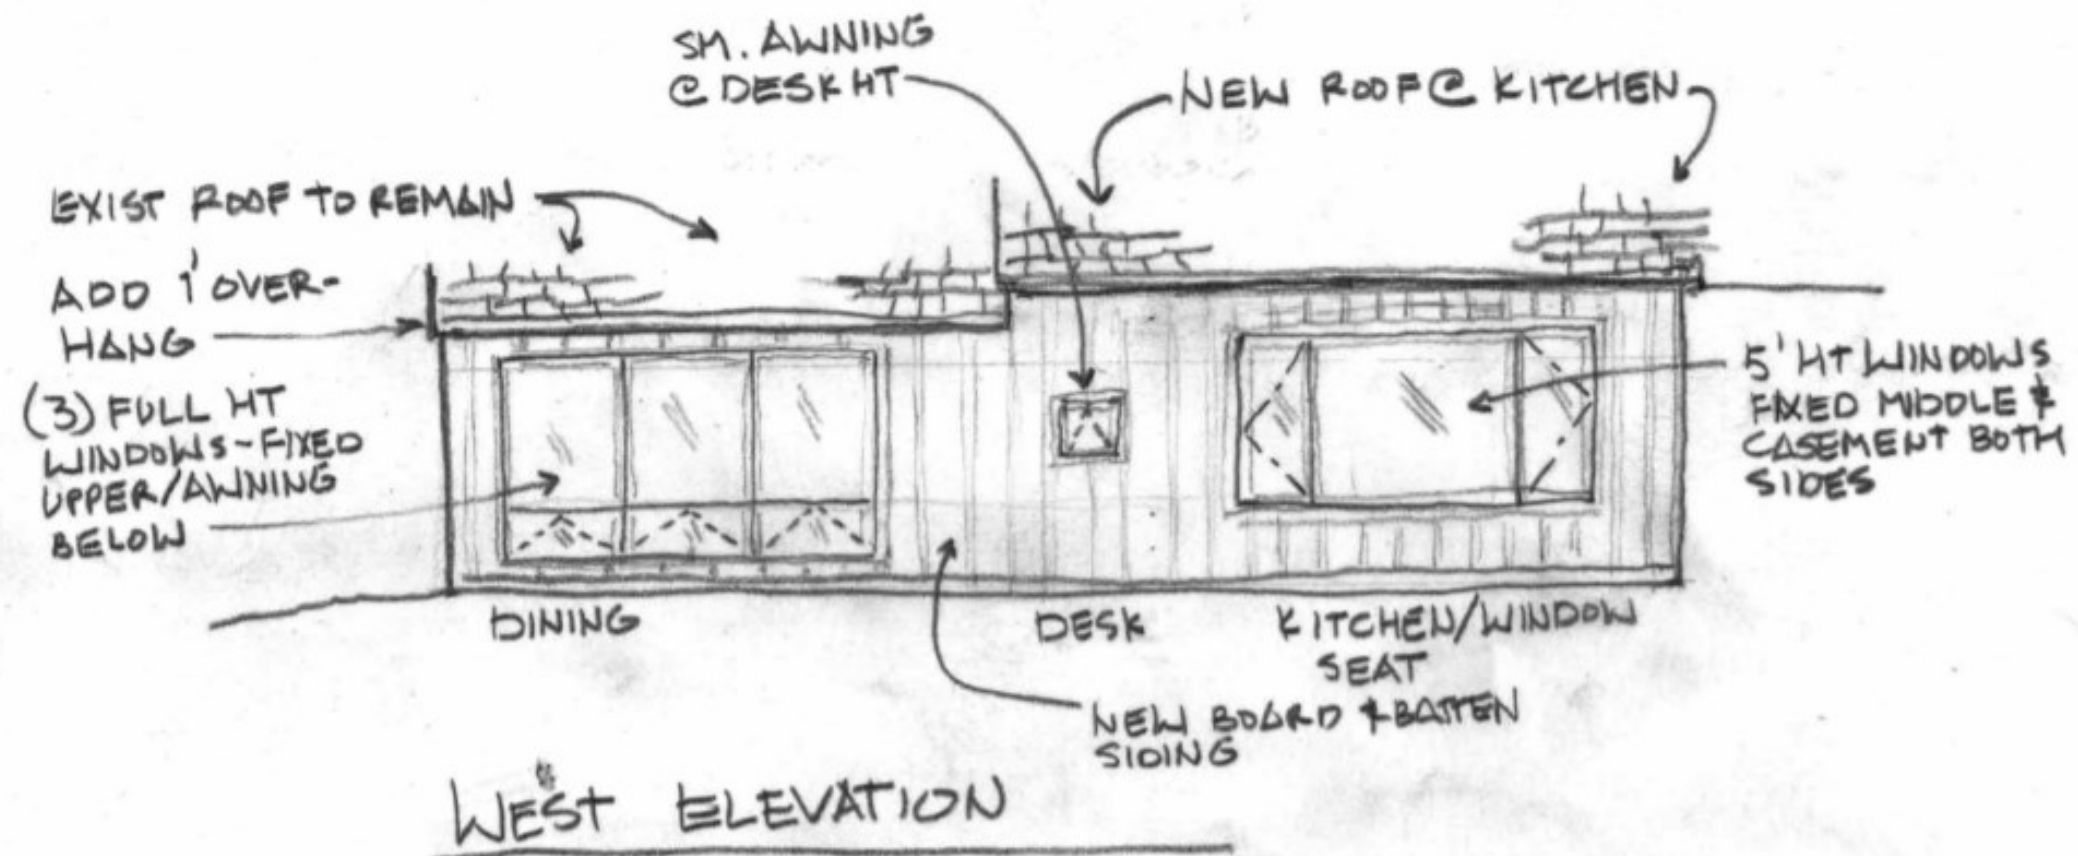 SM. AWNING
@ DESK HT
NEW ROOF @ KITCHEN
EXIST ROOF TO REMAIN
ADD 1' OVER-
HANG
(3) FULL HT
WINDOWS ~ FIXED
UPPER/AWNING
BELOW
5' HT WINDOWS
FIXED MIDDLE &
CASEMENT BOTH
SIDES
DINING
DESK
KITCHEN/WINDOW
SEAT
NEW BOARD & BATTEN
SIDING
WEST ELEVATION